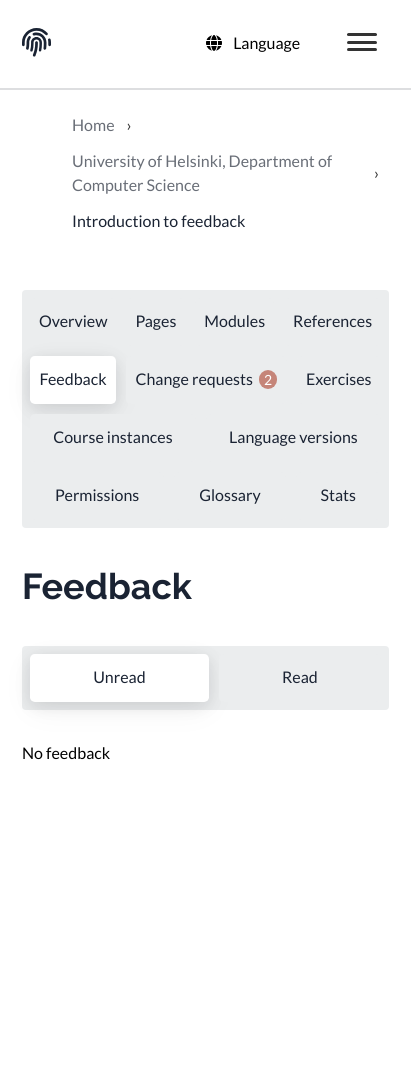 Language
Home ›
University of Helsinki, Department of
Computer Science ›
Introduction to feedback
Overview Pages Modules References
Feedback Change requests 2 Exercises
Course instances Language versions
Permissions Glossary Stats
Feedback
Unread Read
No feedback